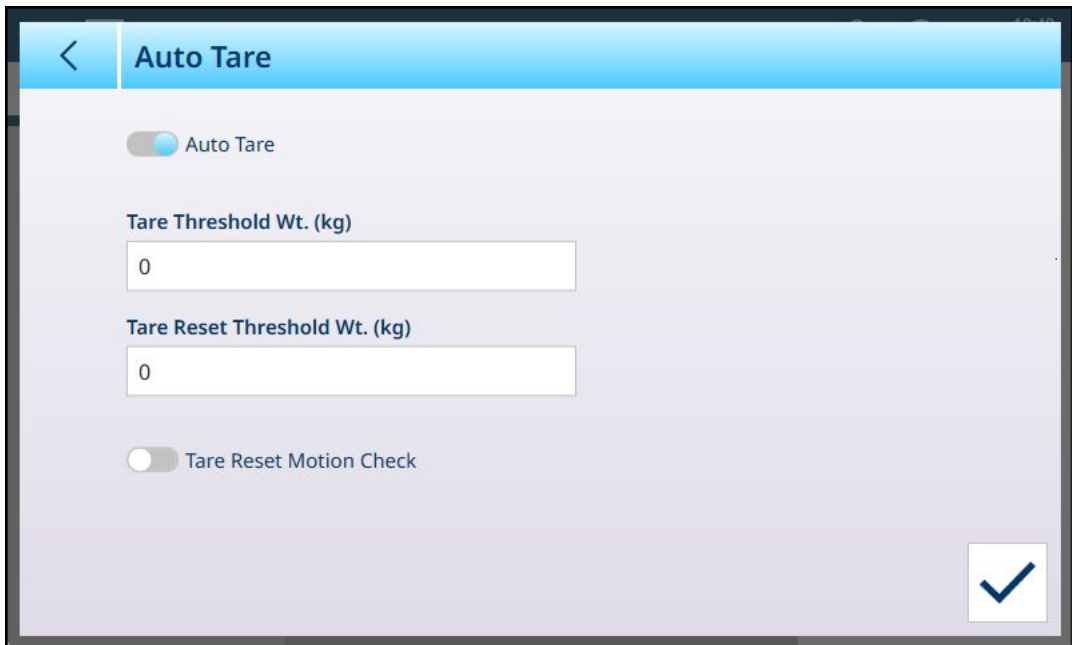 Auto Tare
Auto Tare
Tare Threshold Wt. (kg)
0
Tare Reset Threshold Wt. (kg)
0
Tare Reset Motion Check